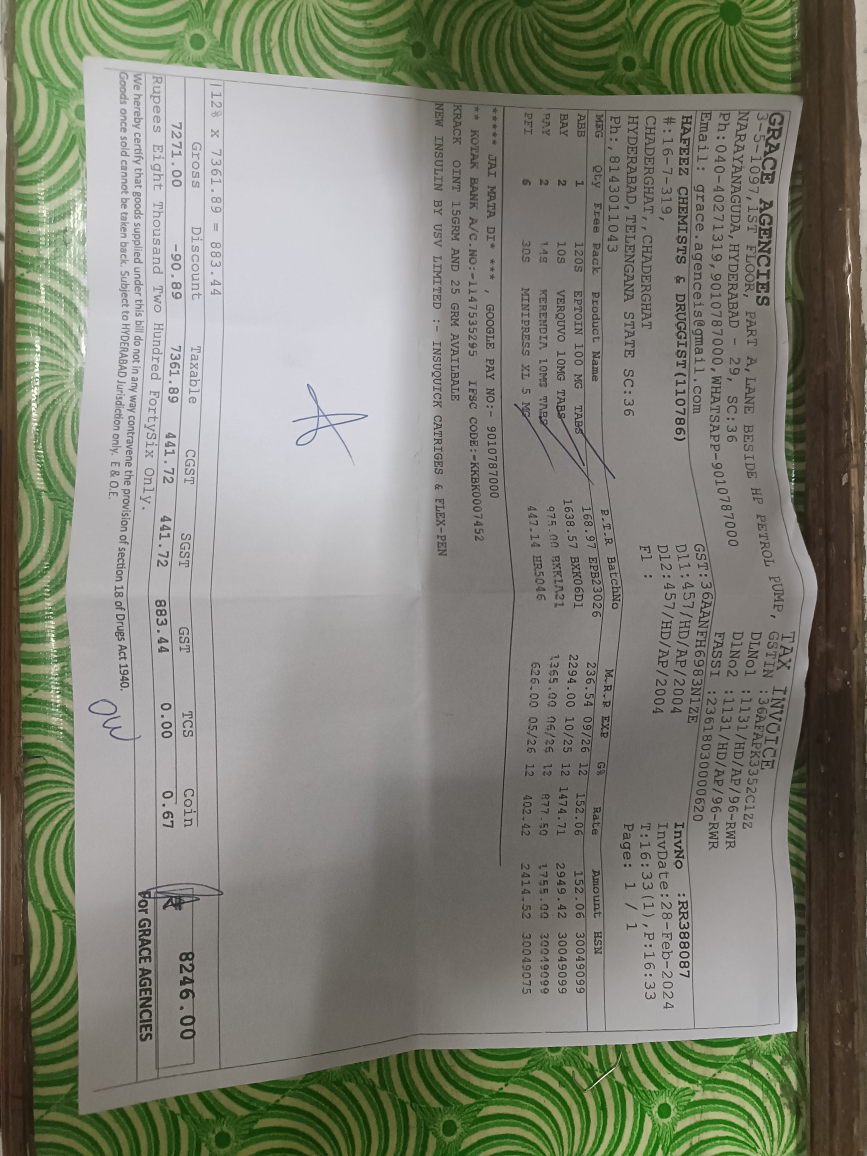 TAX INVOICE
GRACE AGENCIES
3-5-1097,1ST FLOOR, PART A,LANE BESIDE HP PETROL PUMP,
NARAYANAGUDA,HYDERABAD - 29, SC:36
Ph:040-40271319,9010787000,WHATSAPP-9010787000
Email: grace.agenceis@gmail.com
GSTIN :36AFAPK3352C1ZZ
DLNo1 :1131/HD/AP/96-RWR
DlNo2 :1131/HD/AP/96-RWR
FASSI :23618030000620
HAFEEZ CHEMISTS & DRUGGIST(110786)
#:16-7-319,
CHADERGHAT,,CHADERGHAT
HYDERABAD,TELENGANA STATE SC:36
Ph:,8143011043
GST:36AANFH6983N1ZE
Dl1:457/HD/AP/2004
Dl2:457/HD/AP/2004
Fl :
InvNo :RR388087
InvDate:28-Feb-2024
T:16:33(1),P:16:33
Page: 1 / 1
MFG Qty Free Pack Product Name P.T.R BatchNo M.R.P EXP G% Rate Amount HSN
ABB 1 120S EPTOIN 100 MG TABS 168.97 EPB23026 236.54 09/26 12 152.06 152.06 30049099
BAY 2 10S VERQUVO 10MG TABS 1638.57 BXK06D1 2294.00 10/25 12 1474.71 2949.42 30049099
BAY 2 14S KERENDIA 10MG TABS 975.00 BXK1A21 1365.00 06/26 12 877.50 1755.00 30049099
PFI 6 30S MINIPRESS XL 5 MG 447.14 HR5046 626.00 05/26 12 402.42 2414.52 30049075
***** JAI MATA DI* *** , GOOGLE PAY NO:- 9010787000
** KOTAK BANK A/C.NO:-1147535295 IFSC CODE:-KKBK0007452
KRACK OINT 15GRM AND 25 GRM AVAILBALE
NEW INSULIN BY USV LIMITED :- INSUQUICK CATRIGES & FLEX-PEN
12% x 7361.89 = 883.44
Gross Discount Taxable CGST SGST GST TCS Coin
7271.00 -90.89 7361.89 441.72 441.72 883.44 0.00 0.67 8246.00
Rupees Eight Thousand Two Hundred FortySix Only.
We hereby certify that goods supplied under this bill do not in any way contravene the provision of section 18 of Drugs Act 1940.
Goods once sold cannot be taken back. Subject to HYDERABAD Jurisdiction only. E & O.E.
For GRACE AGENCIES